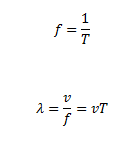 f = 1/T
λ = v/f = vT